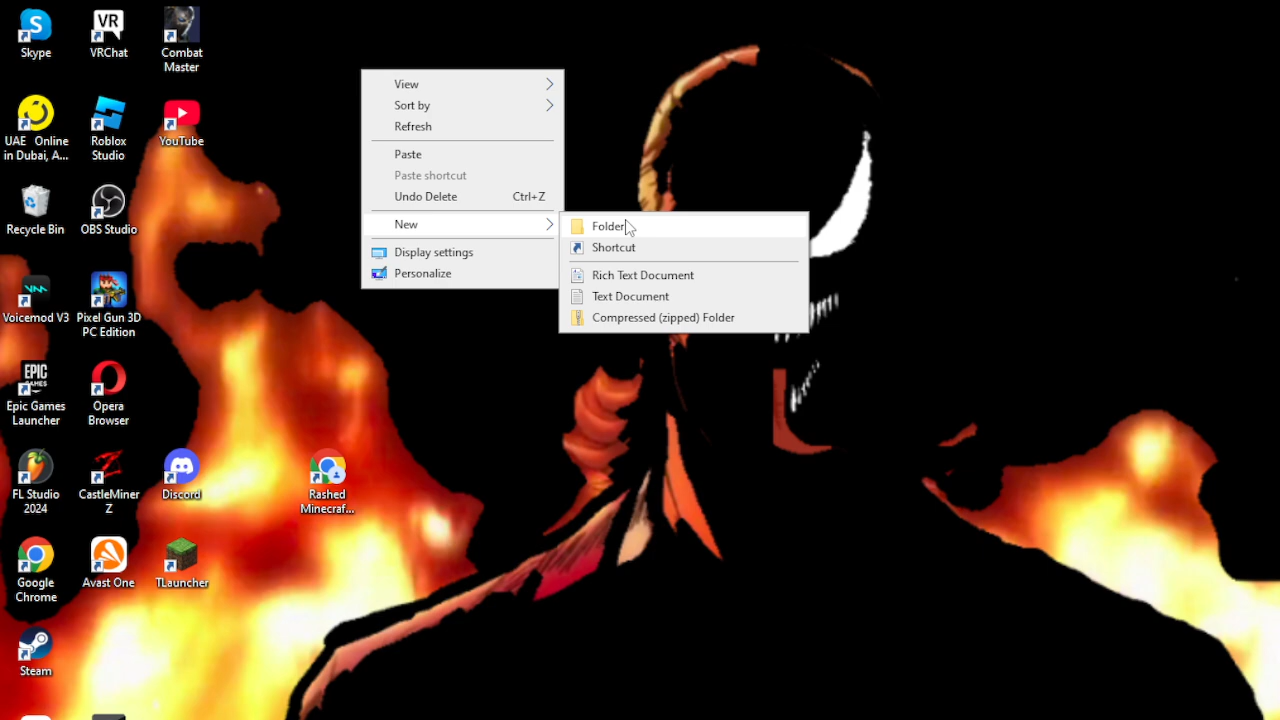 Skype
VRChat
Combat
Master
UAE   Online
in Dubai, A...
Roblox
Studio
YouTube
Recycle Bin
OBS Studio
Voicemod V3
Pixel Gun 3D
PC Edition
EPIC
GAMES
Epic Games
Launcher
Opera
Browser
FL Studio
2024
CastleMiner
Z
Discord
Rashed
Minecraf...
Google
Chrome
Avast One
TLauncher
Steam
View
Sort by
Refresh
Paste
Paste shortcut
Undo Delete Ctrl+Z
New
Display settings
Personalize
Folder
Shortcut
Rich Text Document
Text Document
Compressed (zipped) Folder